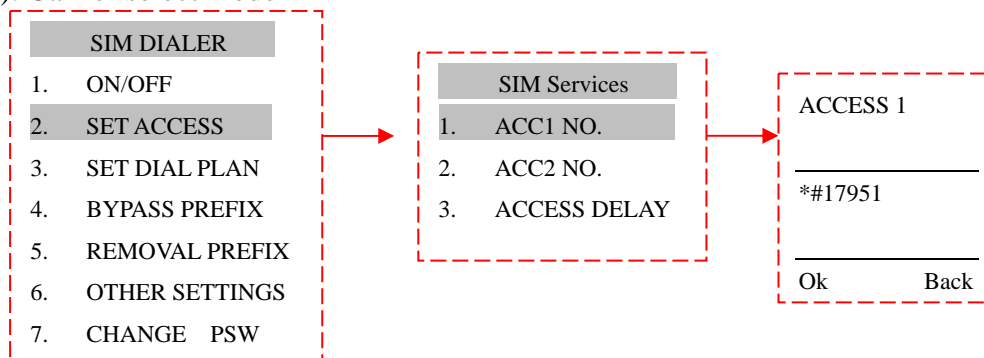 SIM DIALER
1. ON/OFF
2. SET ACCESS
3. SET DIAL PLAN
4. BYPASS PREFIX
5. REMOVAL PREFIX
6. OTHER SETTINGS
7. CHANGE PSW
SIM Services
1. ACC1 NO.
2. ACC2 NO.
3. ACCESS DELAY
ACCESS 1
*#17951
Ok Back